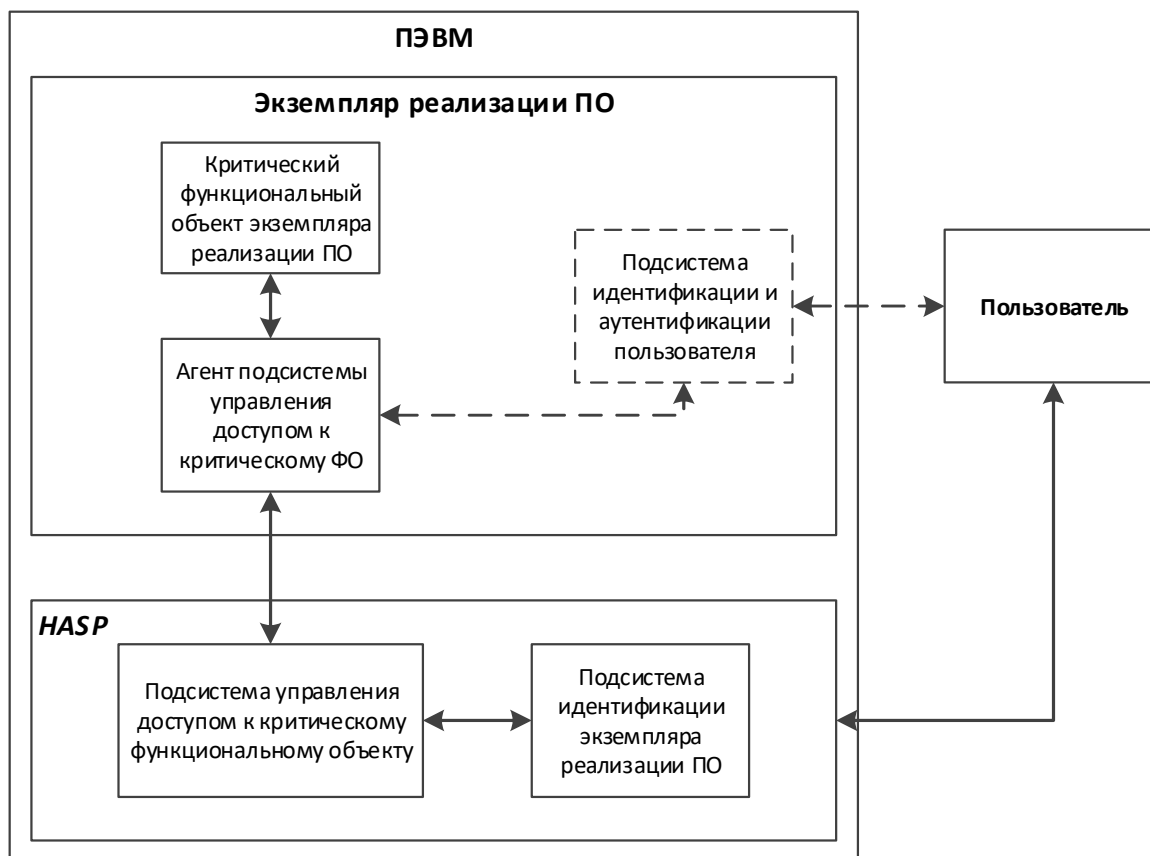 ПЭВМ
Экземпляр реализации ПО
Критический
функциональный
объект экземпляра
реализации ПО
Подсистема
идентификации и
аутентификации
пользователя
Пользователь
Агент подсистемы
управления
доступом к
критическому ФО
HASP
Подсистема управления
доступом к критическому
функциональному объекту
Подсистема
идентификации
экземпляра
реализации ПО